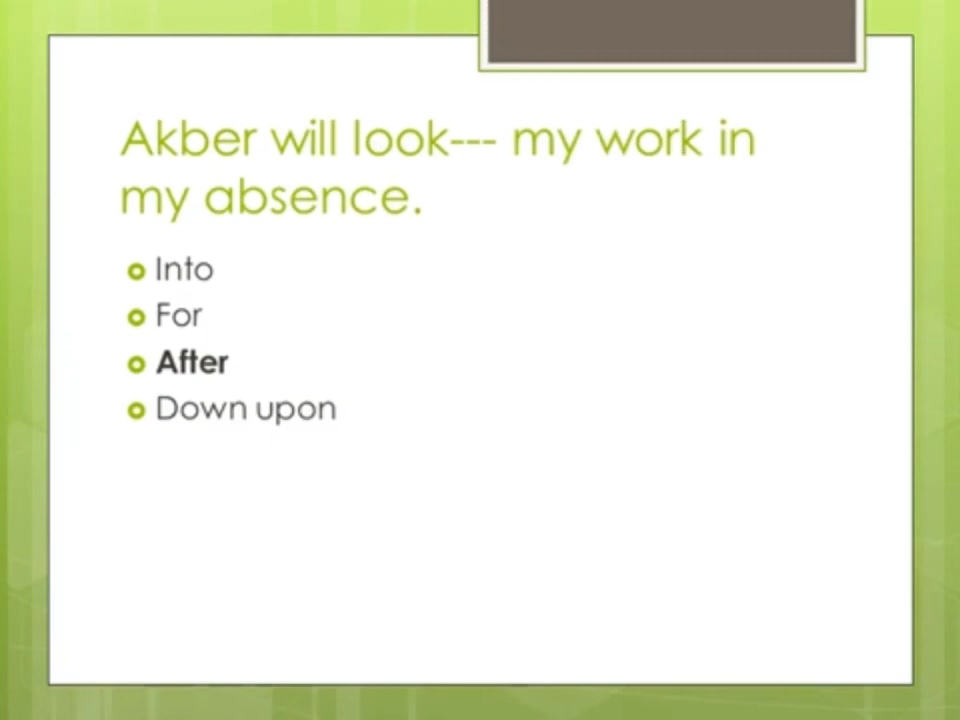 Akber will look--- my work in
my absence.
Into
For
After
Down upon